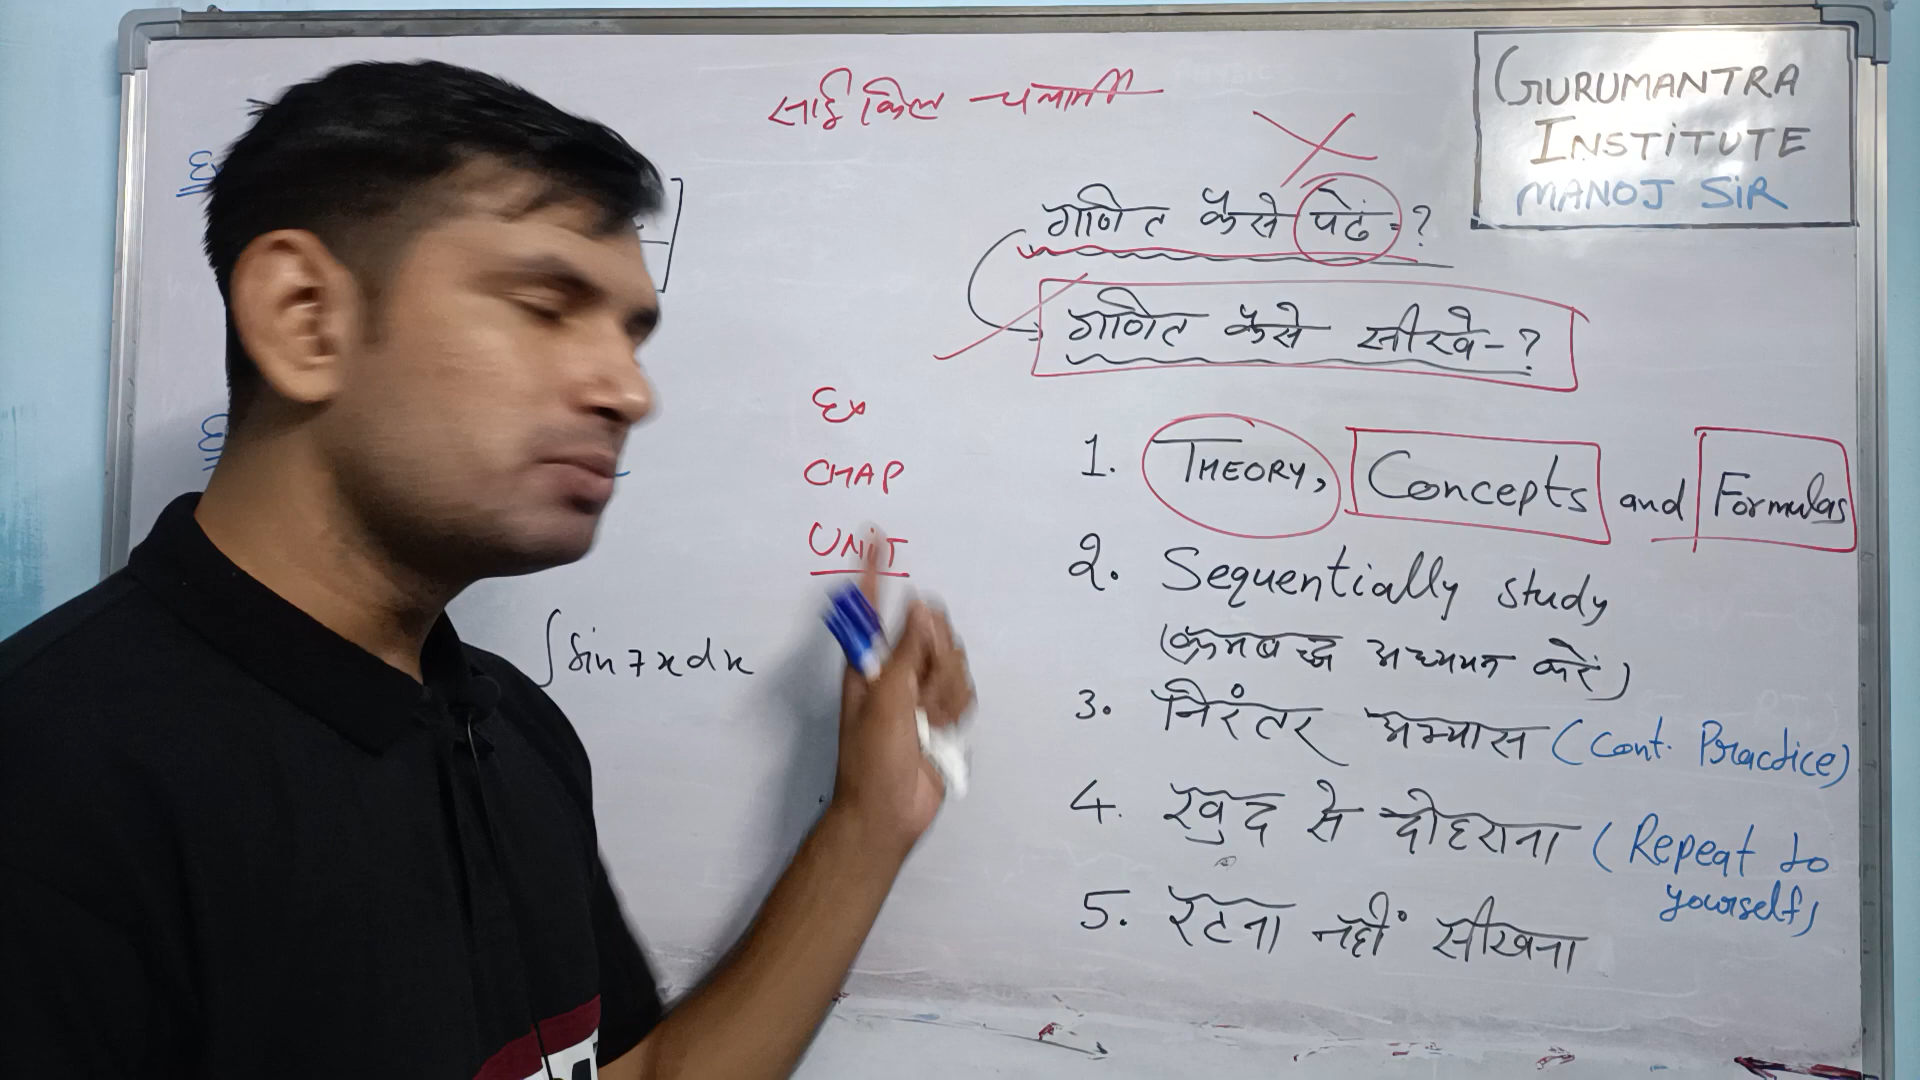 साईकिल चलाना
GURUMANTRA
INSTITUTE
MANOJ SIR
गणित कैसे पढें-?
गणित कैसे सीखे-?
Ex
CHAP
UNIT
1. THEORY, Concepts and Formulas
2. Sequentially study
(क्रमबद्ध अध्ययन करें)
∫sin7xdx
3. निरंतर अभ्यास (Cont. Practice)
4. खुद से दोहराना (Repeat to
yourself)
5. रटना नहीं सीखना